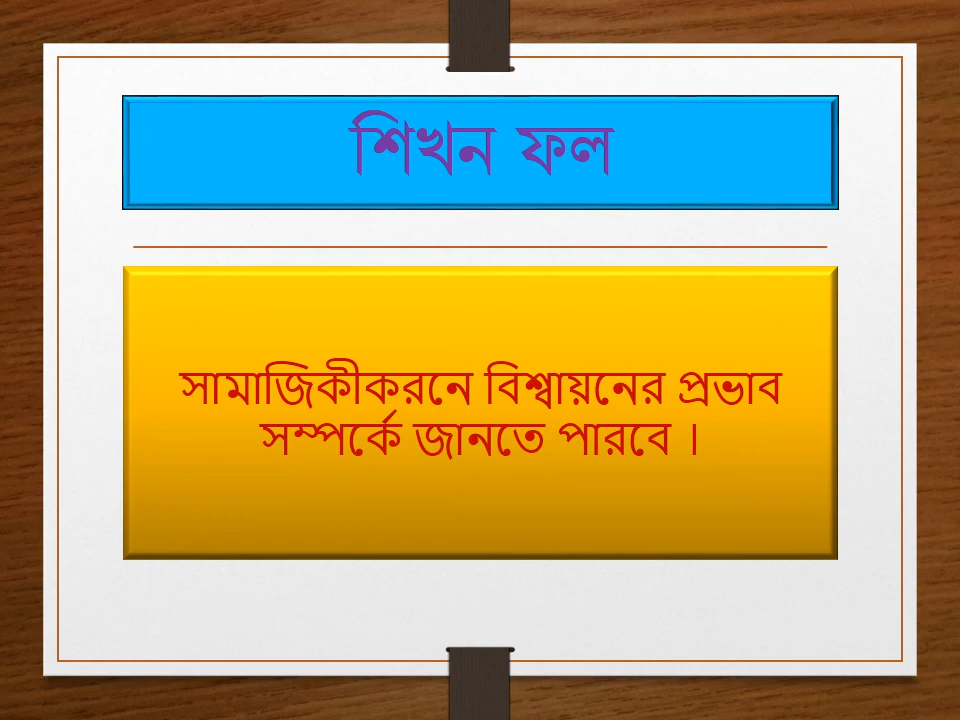 শিখন ফল
সামাজিকীকরনে বিশ্বায়নের প্রভাব
সম্পর্কে জানতে পারবে ।